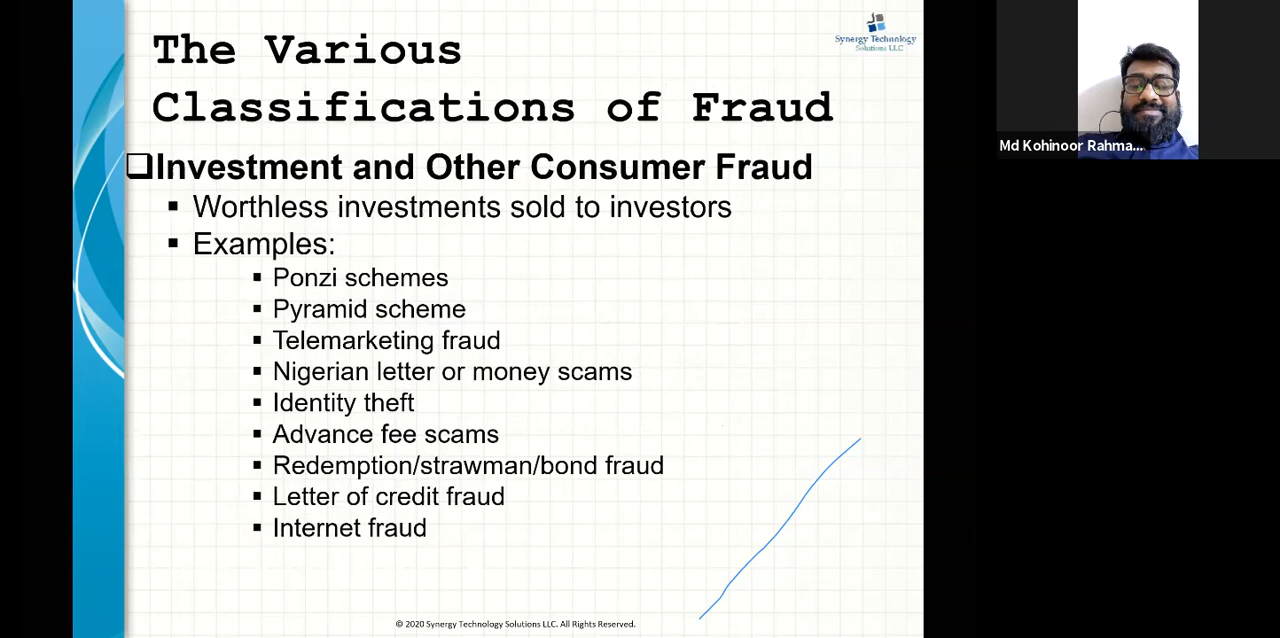 The Various
Classifications of Fraud
Synergy Technology
Solutions LLC
Md Kohinoor Rahma...
❑Investment and Other Consumer Fraud
▪ Worthless investments sold to investors
▪ Examples:
▪ Ponzi schemes
▪ Pyramid scheme
▪ Telemarketing fraud
▪ Nigerian letter or money scams
▪ Identity theft
▪ Advance fee scams
▪ Redemption/strawman/bond fraud
▪ Letter of credit fraud
▪ Internet fraud
© 2020 Synergy Technology Solutions LLC. All Rights Reserved.